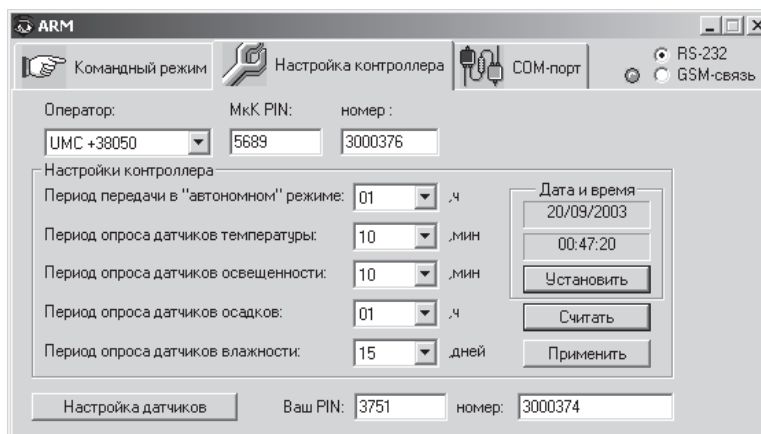 ARM
Командный режим
Настройка контроллера
COM-порт
RS-232
GSM-связь
Оператор:
МкК PIN:
номер :
UMC +38050
5689
3000376
Настройки контроллера
Период передачи в "автономном" режиме: 01 ,ч
Период опроса датчиков температуры: 10 ,мин
Период опроса датчиков освещенности: 10 ,мин
Период опроса датчиков осадков: 01 ,ч
Период опроса датчиков влажности: 15 ,дней
Дата и время
20/09/2003
00:47:20
Установить
Считать
Применить
Настройка датчиков
Ваш PIN: 3751 номер: 3000374